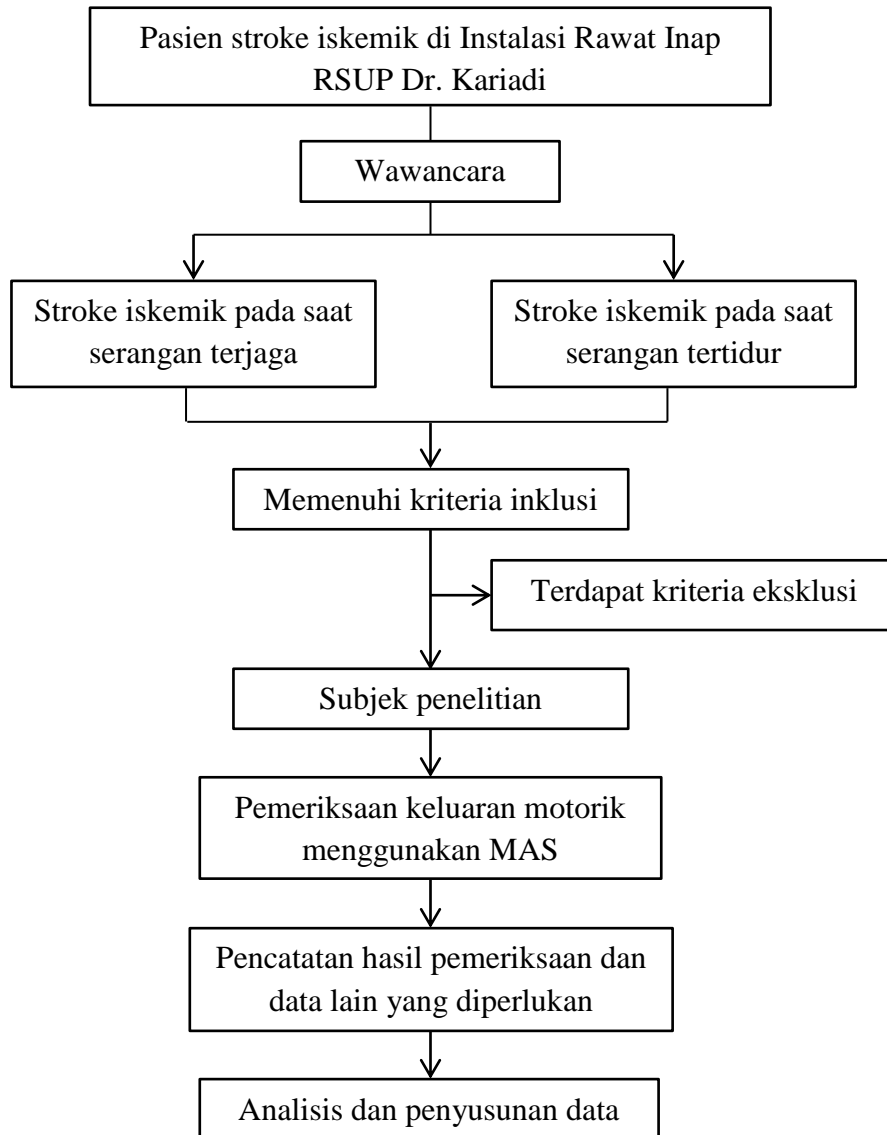 Pasien stroke iskemik di Instalasi Rawat Inap
RSUP Dr. Kariadi
Wawancara
Stroke iskemik pada saat
serangan terjaga
Stroke iskemik pada saat
serangan tertidur
Memenuhi kriteria inklusi
Terdapat kriteria eksklusi
Subjek penelitian
Pemeriksaan keluaran motorik
menggunakan MAS
Pencatatan hasil pemeriksaan dan
data lain yang diperlukan
Analisis dan penyusunan data